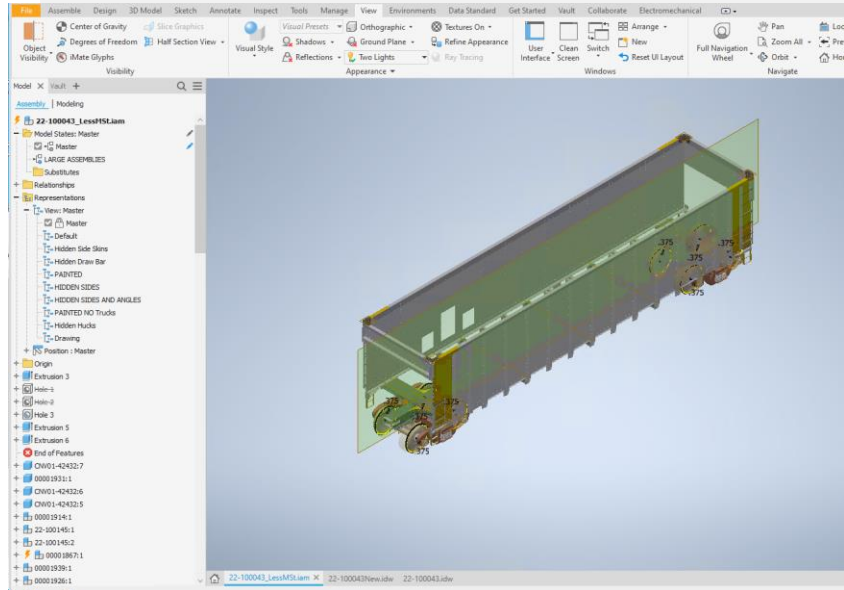 File Assemble Design 3D Model Sketch Annotate Inspect Tools Manage View Environments Data Standard Get Started Vault Collaborate Electromechanical
Object Visibility
Center of Gravity
Degrees of Freedom
iMate Glyphs
Slice Graphics
Half Section View
Visibility
Visual Style
Visual Presets
Shadows
Reflections
Orthographic
Ground Plane
Two Lights
Textures On
Refine Appearance
Ray Tracing
Appearance
User Interface
Clean Screen
Switch
Arrange
New
Reset UI Layout
Windows
Full Navigation Wheel
Pan
Zoom All
Orbit
Navigate
Model Vault
Assembly | Modeling
22-100043_LessMSt.iam
Model States: Master
Master
LARGE ASSEMBLIES
Substitutes
Relationships
Representations
View: Master
Master
Default
Hidden Side Skins
Hidden Draw Bar
PAINTED
HIDDEN SIDES
HIDDEN SIDES AND ANGLES
PAINTED NO Trucks
Hidden Hucks
Drawing
Position : Master
Origin
Extrusion 3
Hole 1
Hole 2
Hole 3
Extrusion 5
Extrusion 6
End of Features
CNW01-42432:7
00001931:1
CNW01-42432:6
CNW01-42432:5
00001914:1
22-100145:1
22-100145:2
00001867:1
00001939:1
00001926:1
.375
.375
.375
.375
.375
.375
.375
.375
22-100043_LessMSt.iam 22-100043New.idw 22-100043.idw